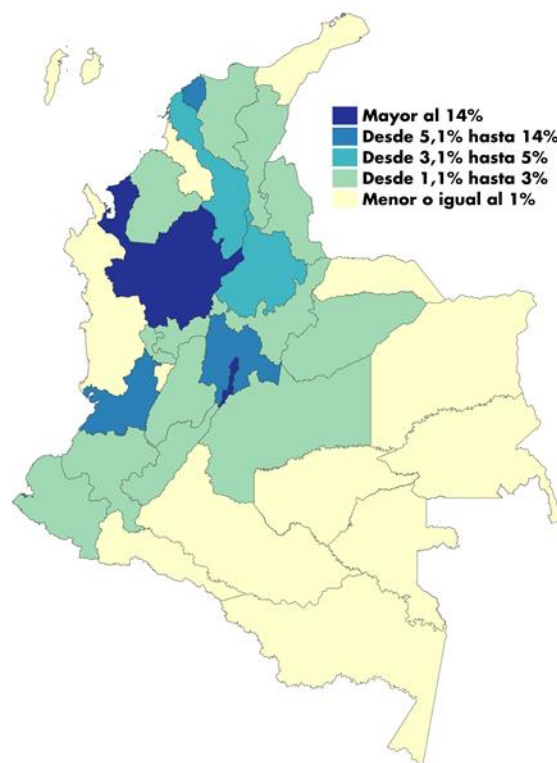 Mayor al 14%
Desde 5,1% hasta 14%
Desde 3,1% hasta 5%
Desde 1,1% hasta 3%
Menor o igual al 1%